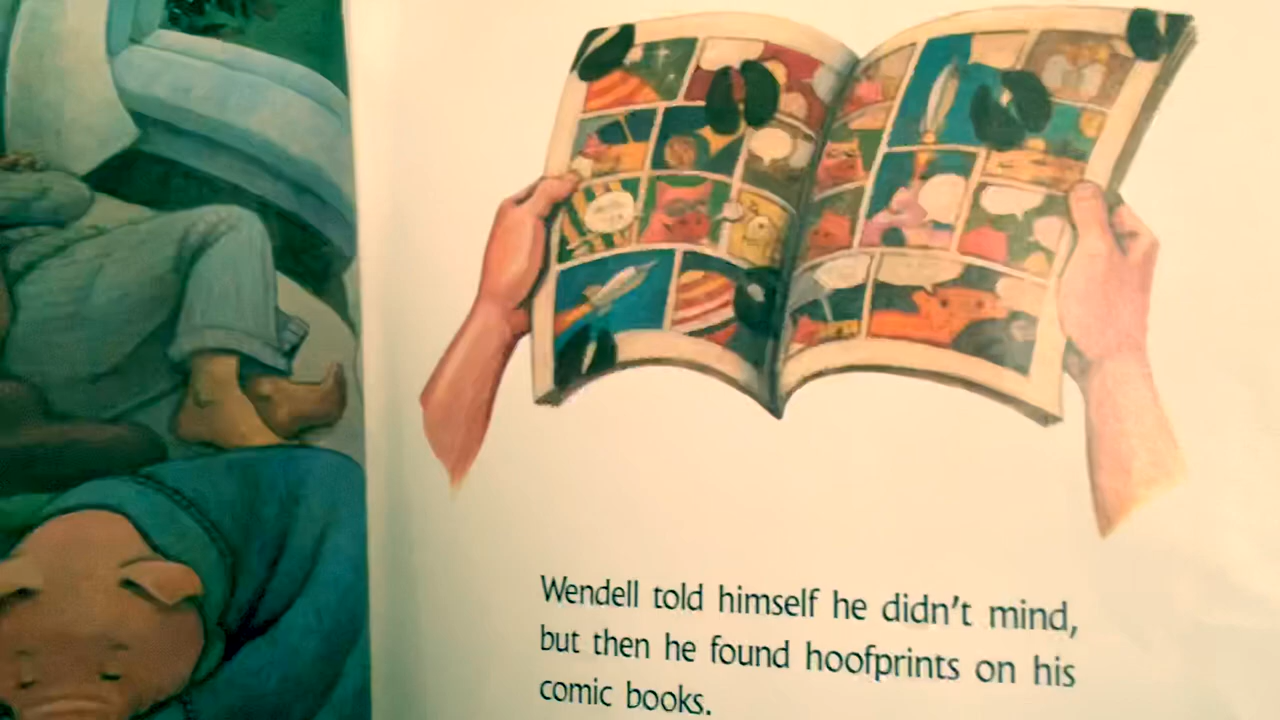 Wendell told himself he didn't mind,
but then he found hoofprints on his
comic books.